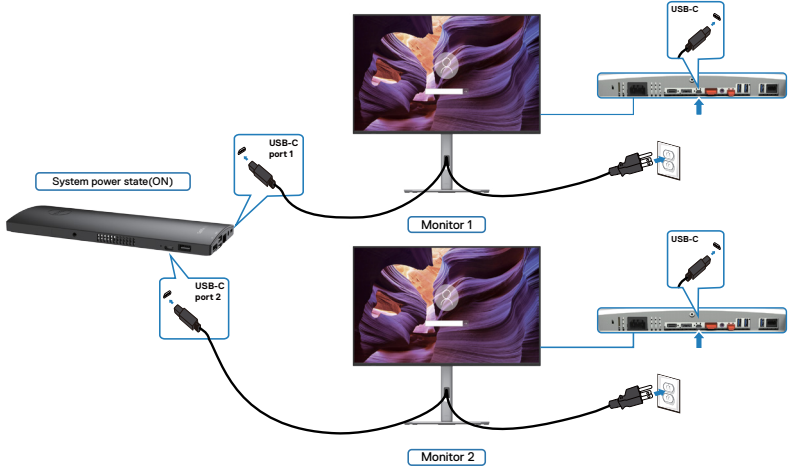 USB-C
USB-C
port 1
System power state(ON)
Monitor 1
USB-C
USB-C
port 2
Monitor 2